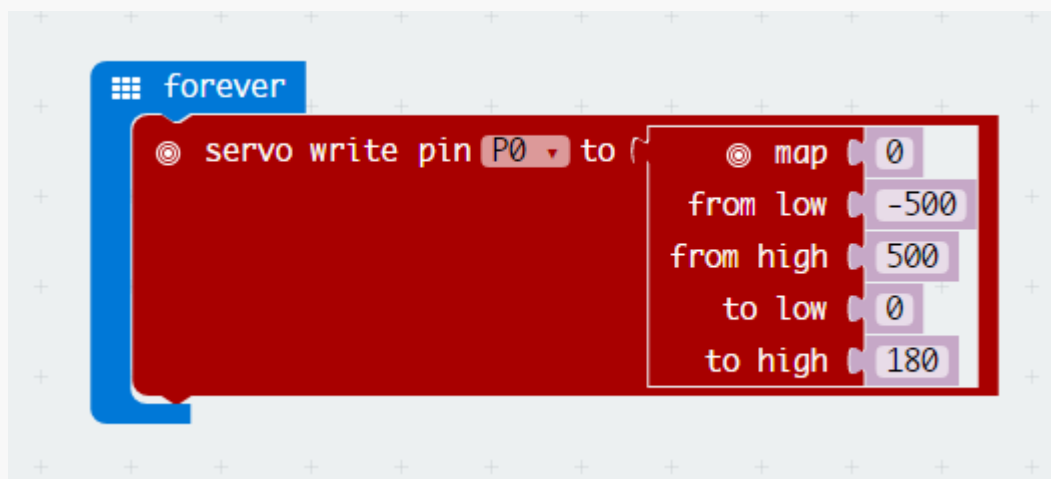 forever
servo write pin P0 to map 0
from low -500
from high 500
to low 0
to high 180